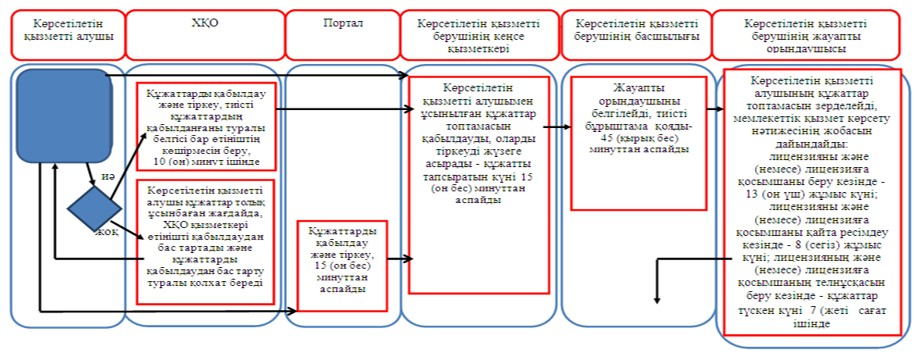 Көрсетілетін
қызметті алушы
ХҚО
Портал
Көрсетілетін қызметті
берушінің кеңсе
қызметкері
Көрсетілетін қызметті
берушінің басшылығы
Көрсетілетін қызметті
берушінің жауапты
орындаушысы
иә
жоқ
Құжаттарды қабылдау
және тіркеу, тиісті
құжаттардың
қабылданғаны туралы
белгісі бар өтініштің
көшірмесін беру,
10 (он) минут ішінде
Көрсетілетін қызметті
алушы құжаттар толық
ұсынбаған жағдайда,
ХҚО қызметкері
өтінішті қабылдаудан
бас тартады және
құжаттарды
қабылдаудан бас тарту
туралы қолхат береді
Құжаттарды
қабылдау
және тіркеу,
15 (он бес)
минуттан
аспайды
Көрсетілетін
қызметті алушымен
ұсынылған құжаттар
топтамасын
қабылдауды, оларды
тіркеуді жүзеге
асырады - құжатты
тапсыратын күні 15
(он бес) минуттан
аспайды
Жауапты
орындаушыны
белгілейді, тиісті
бұрыштама қояды-
45 (қырық бес)
минуттан аспайды
Көрсетілетін қызметті
алушының құжаттар
топтамасын зерделейді,
мемлекеттік қызмет көрсету
нәтижесінің жобасын
дайындайды:
лицензияны және
(немесе) лицензияға
қосымшаны беру кезінде -
13 (он үш) жұмыс күні;
лицензияны және
(немесе) лицензияға
қосымшаны қайта ресімдеу
кезінде - 8 (сегіз) жұмыс
күні; лицензияның және
(немесе) лицензияға
қосымшаның телнұсқасын
беру кезінде - құжаттар
түскен күні 7 (жеті сағат
ішінде